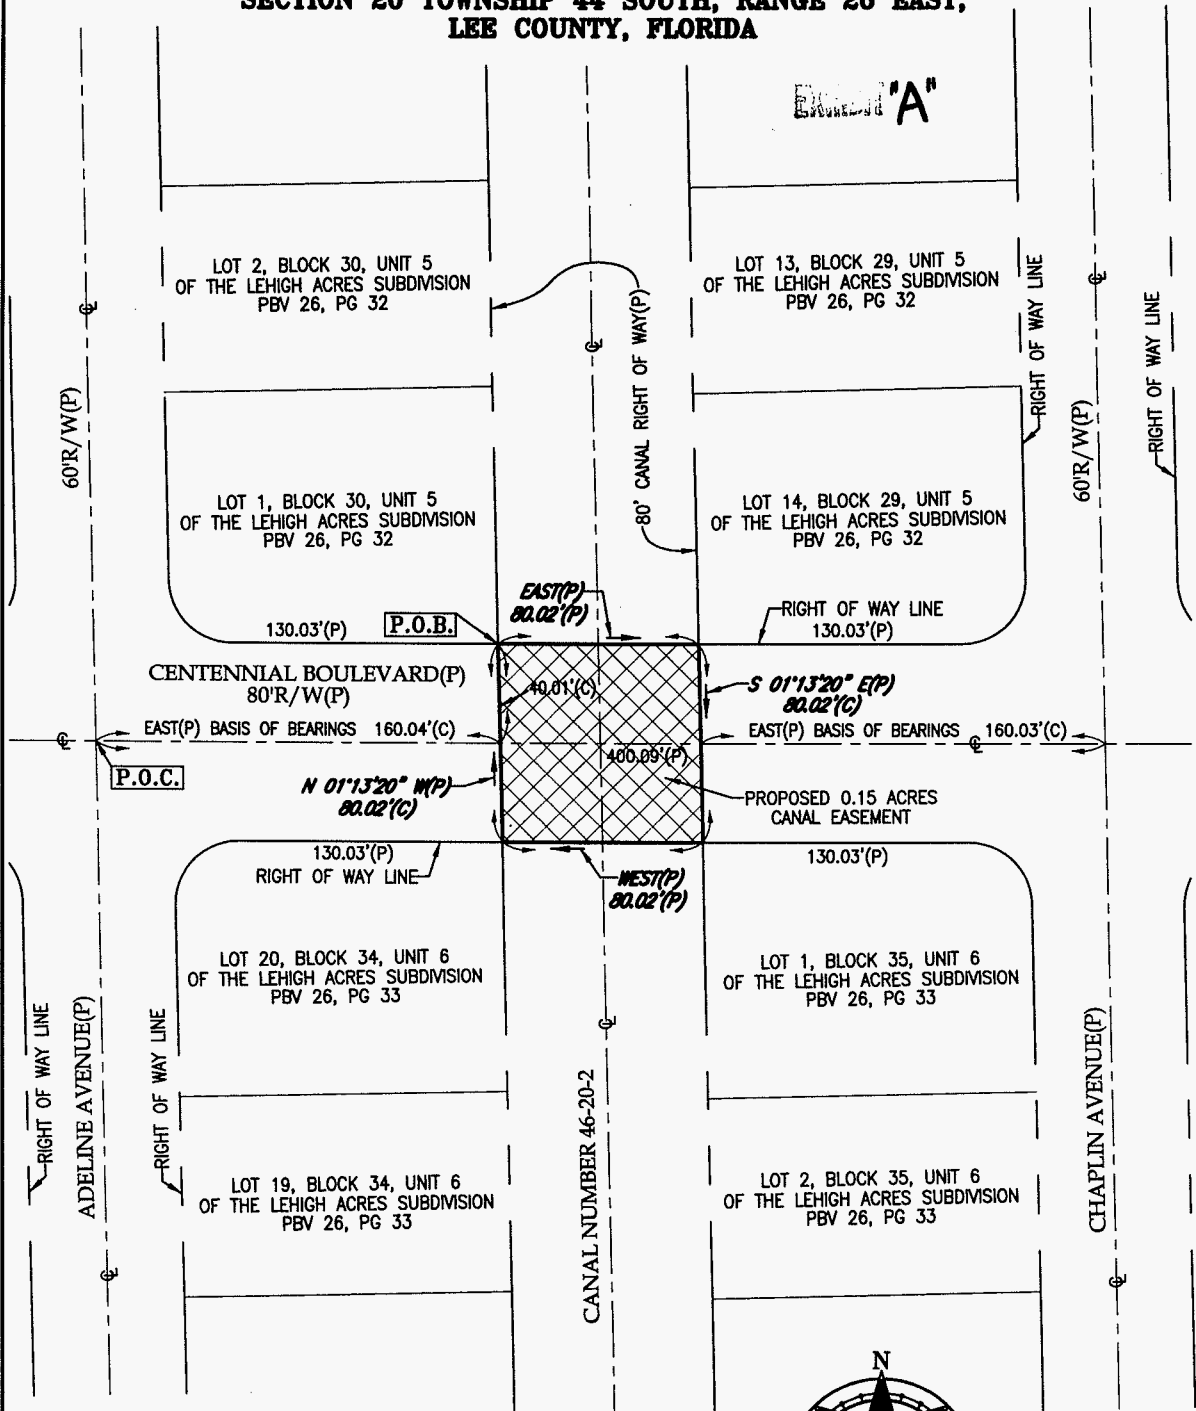 SECTION 20 TOWNSHIP 44 SOUTH, RANGE 26 EAST,
LEE COUNTY, FLORIDA
EXHIBIT "A"
LOT 2, BLOCK 30, UNIT 5
OF THE LEHIGH ACRES SUBDIVISION
PBV 26, PG 32
LOT 13, BLOCK 29, UNIT 5
OF THE LEHIGH ACRES SUBDIVISION
PBV 26, PG 32
RIGHT OF WAY LINE
RIGHT OF WAY LINE
80' CANAL RIGHT OF WAY(P)
60'R/W(P)
60'R/W(P)
LOT 1, BLOCK 30, UNIT 5
OF THE LEHIGH ACRES SUBDIVISION
PBV 26, PG 32
LOT 14, BLOCK 29, UNIT 5
OF THE LEHIGH ACRES SUBDIVISION
PBV 26, PG 32
EAST(P)
80.02'(P)
RIGHT OF WAY LINE
130.03'(P)
P.O.B.
130.03'(P)
CENTENNIAL BOULEVARD(P)
80'R/W(P)
40.01'(C)
S 01°13'20" E(P)
80.02'(C)
EAST(P) BASIS OF BEARINGS 160.04'(C)
EAST(P) BASIS OF BEARINGS 160.03'(C)
400.09'(P)
P.O.C.
N 01°13'20" W(P)
80.02'(C)
PROPOSED 0.15 ACRES
CANAL EASEMENT
130.03'(P)
RIGHT OF WAY LINE
130.03'(P)
WEST(P)
80.02'(P)
LOT 20, BLOCK 34, UNIT 6
OF THE LEHIGH ACRES SUBDIVISION
PBV 26, PG 33
LOT 1, BLOCK 35, UNIT 6
OF THE LEHIGH ACRES SUBDIVISION
PBV 26, PG 33
RIGHT OF WAY LINE
ADELINE AVENUE(P)
RIGHT OF WAY LINE
CANAL NUMBER 46-20-2
CHAPLIN AVENUE(P)
LOT 19, BLOCK 34, UNIT 6
OF THE LEHIGH ACRES SUBDIVISION
PBV 26, PG 33
LOT 2, BLOCK 35, UNIT 6
OF THE LEHIGH ACRES SUBDIVISION
PBV 26, PG 33
N